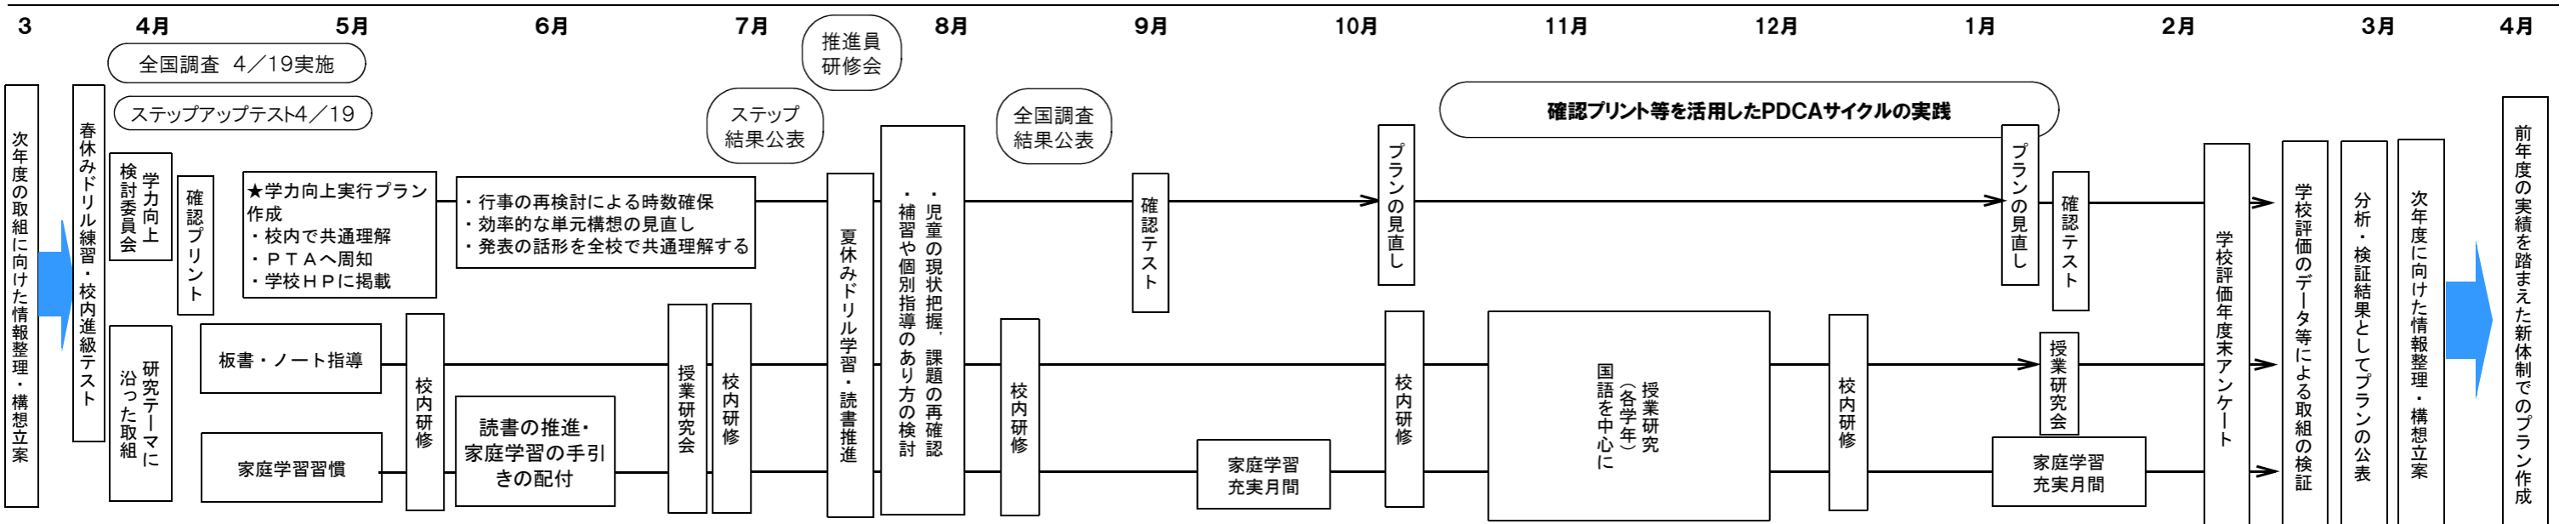 3
4月
5月
6月
7月
8月
9月
10月
11月
12月
1月
2月
3月
4月
全国調査 4／19実施
ステップアップテスト4／19
推進員
研修会
ステップ
結果公表
全国調査
結果公表
確認プリント等を活用したPDCAサイクルの実践
次年度の取組に向けた情報整理・構想立案
春休みドリル練習・校内進級テスト
学力向上
検討委員会
確認プリント
★学力向上実行プラン
作成
・校内で共通理解
・ＰＴＡへ周知
・学校ＨＰに掲載
・行事の再検討による時数確保
・効率的な単元構想の見直し
・発表の話形を全校で共通理解する
研究テーマに
沿った取組
板書・ノート指導
家庭学習習慣
校内研修
読書の推進・
家庭学習の手引
きの配付
授業研究会
校内研修
夏休みドリル学習・読書推進
・児童の現状把握，課題の再確認
・補習や個別指導のあり方の検討
校内研修
確認テスト
家庭学習
充実月間
プランの見直し
校内研修
授業研究
（各学年）
国語を中心に
校内研修
プランの見直し
確認テスト
授業研究会
家庭学習
充実月間
学校評価年度末アンケート
学校評価のデータ等による取組の検証
分析・検証結果としてプランの公表
次年度に向けた情報整理・構想立案
前年度の実績を踏まえた新体制でのプラン作成